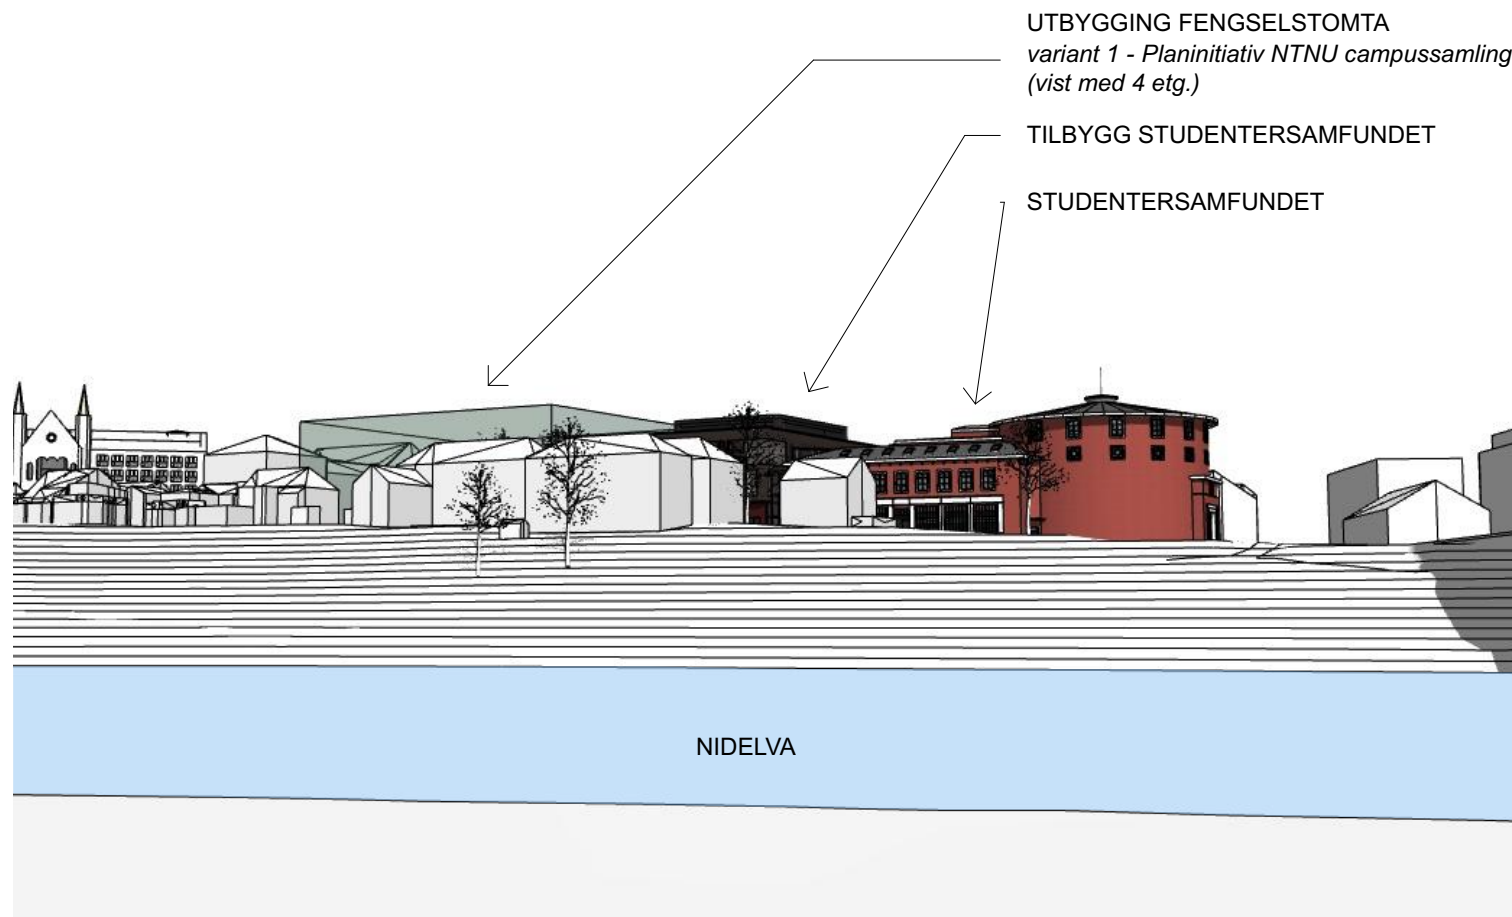 UTBYGGING FENGSELSTOMTA
variant 1 - Planinitiativ NTNU campussamling
(vist med 4 etg.)
TILBYGG STUDENTERSAMFUNDET
STUDENTERSAMFUNDET
NIDELVA